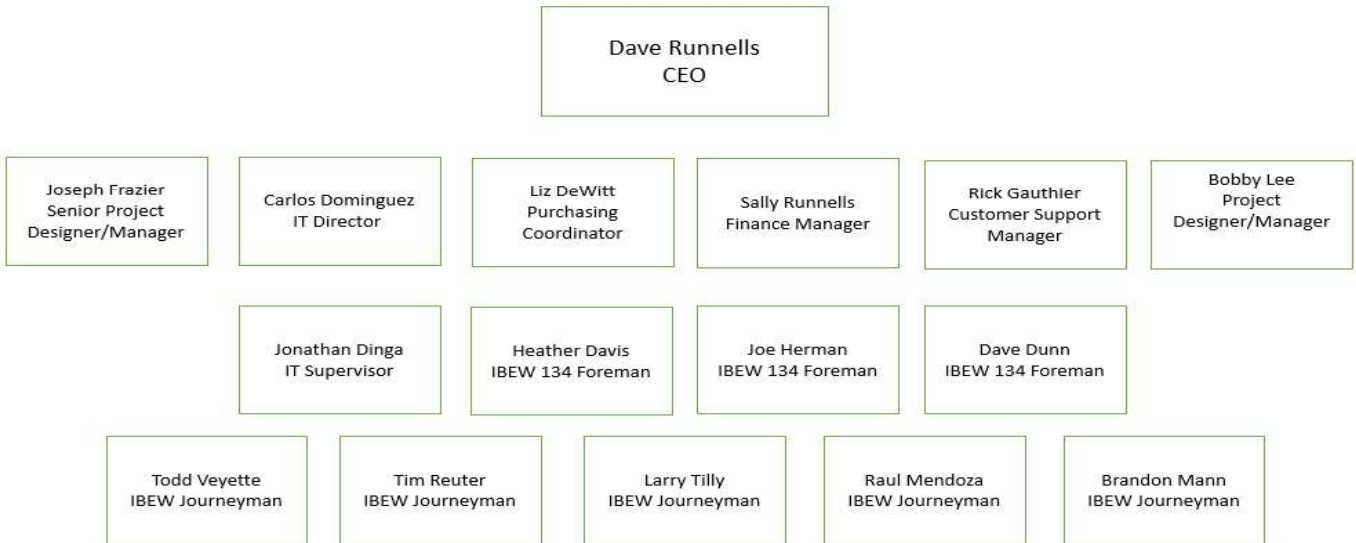 Dave Runnells
CEO
Joseph Frazier
Senior Project
Designer/Manager
Carlos Dominguez
IT Director
Liz DeWitt
Purchasing
Coordinator
Sally Runnells
Finance Manager
Rick Gauthier
Customer Support
Manager
Bobby Lee
Project
Designer/Manager
Jonathan Dinga
IT Supervisor
Heather Davis
IBEW 134 Foreman
Joe Herman
IBEW 134 Foreman
Dave Dunn
IBEW 134 Foreman
Todd Veyette
IBEW Journeyman
Tim Reuter
IBEW Journeyman
Larry Tilly
IBEW Journeyman
Raul Mendoza
IBEW Journeyman
Brandon Mann
IBEW Journeyman